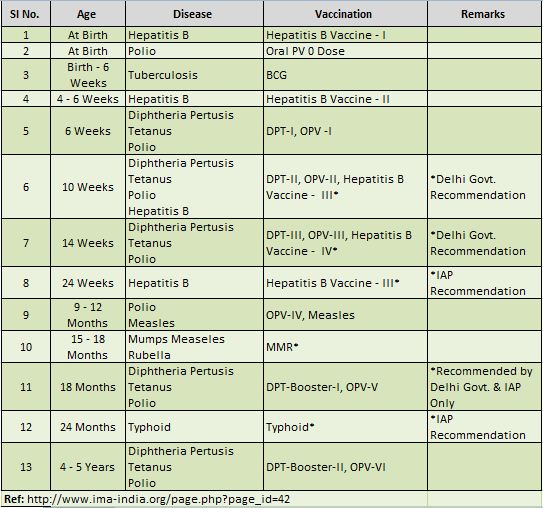 SI No. Age Disease Vaccination Remarks
1 At Birth Hepatitis B Hepatitis B Vaccine - I
2 At Birth Polio Oral PV 0 Dose
3 Birth - 6 Weeks Tuberculosis BCG
4 4 - 6 Weeks Hepatitis B Hepatitis B Vaccine - II
5 6 Weeks Diphtheria Pertusis Tetanus Polio DPT-I, OPV -I
6 10 Weeks Diphtheria Pertusis Tetanus Polio Hepatitis B DPT-II, OPV-II, Hepatitis B Vaccine - III* *Delhi Govt. Recommendation
7 14 Weeks Diphtheria Pertusis Tetanus Polio DPT-III, OPV-III, Hepatitis B Vaccine - IV* *Delhi Govt. Recommendation
8 24 Weeks Hepatitis B Hepatitis B Vaccine - III* *IAP Recommendation
9 9 - 12 Months Polio Measles OPV-IV, Measles
10 15 - 18 Months Mumps Measeles Rubella MMR*
11 18 Months Diphtheria Pertusis Tetanus Polio DPT-Booster-I, OPV-V *Recommended by Delhi Govt. & IAP Only
12 24 Months Typhoid Typhoid* *IAP Recommendation
13 4 - 5 Years Diphtheria Pertusis Tetanus Polio DPT-Booster-II, OPV-VI
Ref: http://www.ima-india.org/page.php?page_id=42